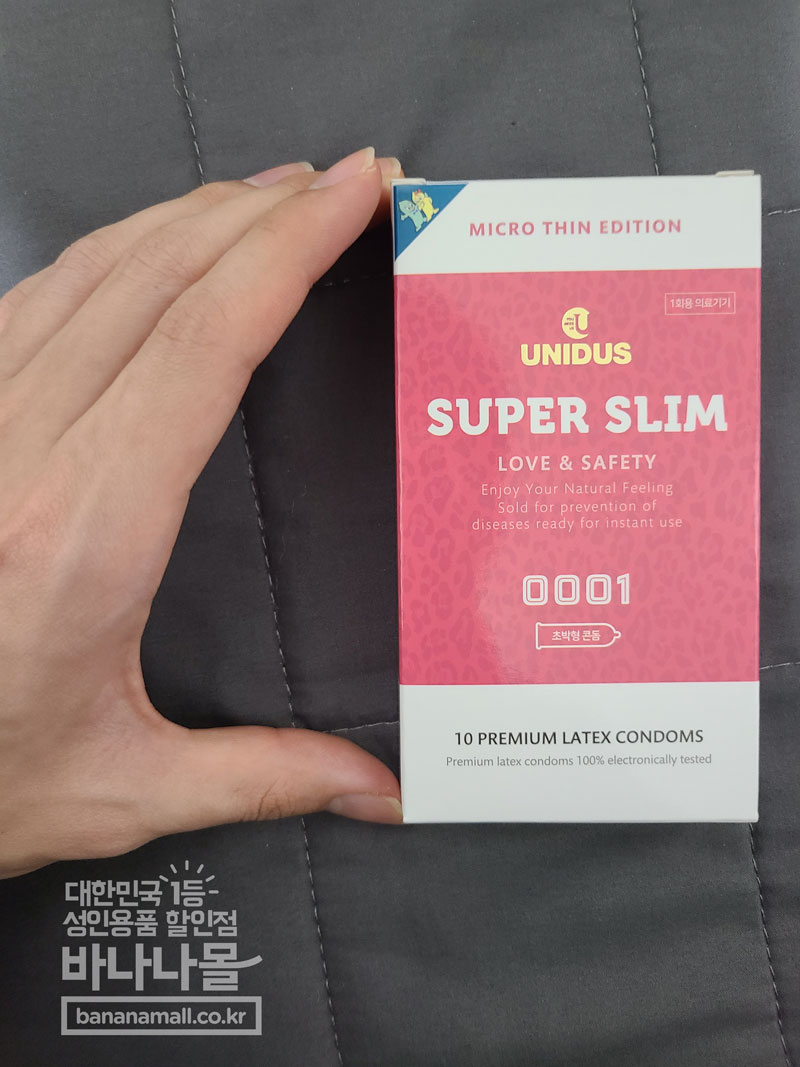 MICRO THIN EDITION
1회용 의료기기
UNIDUS
SUPER SLIM
LOVE & SAFETY
Enjoy Your Natural Feeling
Sold for prevention of
diseases ready for instant use
0001
초박형 콘돔
10 PREMIUM LATEX CONDOMS
Premium latex condoms 100% electronically tested
대한민국 1등
성인용품 할인점
바나나몰
bananamall.co.kr